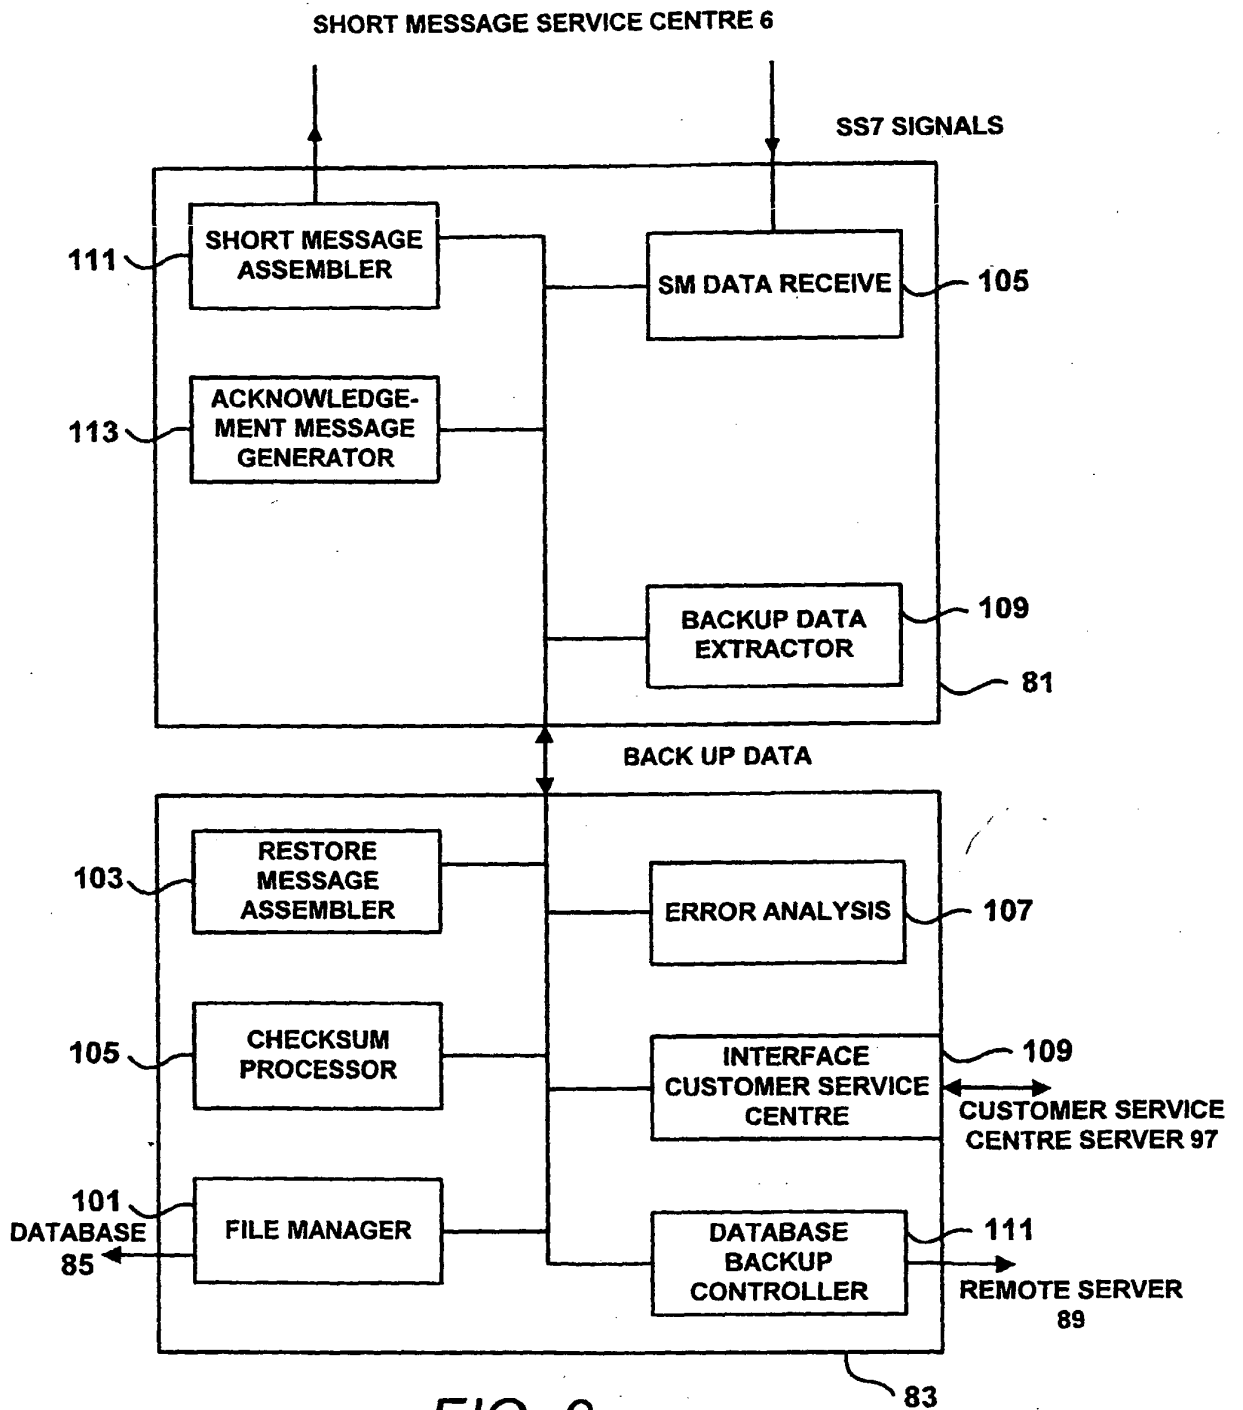 SHORT MESSAGE SERVICE CENTRE 6
SS7 SIGNALS
SHORT MESSAGE
ASSEMBLER
111
SM DATA RECEIVE
105
ACKNOWLEDGE-
MENT MESSAGE
GENERATOR
113
BACKUP DATA
EXTRACTOR
109
81
BACK UP DATA
RESTORE
MESSAGE
ASSEMBLER
103
ERROR ANALYSIS
107
CHECKSUM
PROCESSOR
105
INTERFACE
CUSTOMER SERVICE
CENTRE
109
CUSTOMER SERVICE
CENTRE SERVER 97
101
DATABASE
85
FILE MANAGER
DATABASE
BACKUP
CONTROLLER
111
REMOTE SERVER
89
83
FIG.